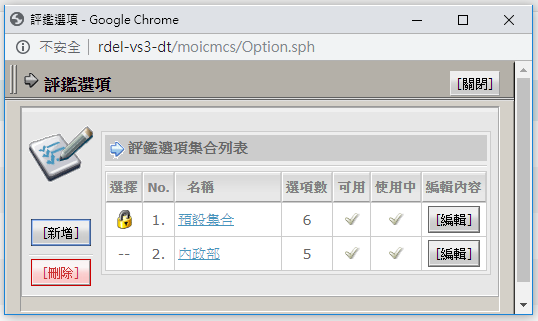 評鑑選項 - Google Chrome
不安全 | rdel-vs3-dt/moicmcs/Option.sph
評鑑選項 [關閉]
評鑑選項集合列表
選擇 No. 名稱 選項數 可用 使用中 編輯內容
1. 預設集合 6 [編輯]
[新增]
-- 2. 內政部 5 [編輯]
[刪除]